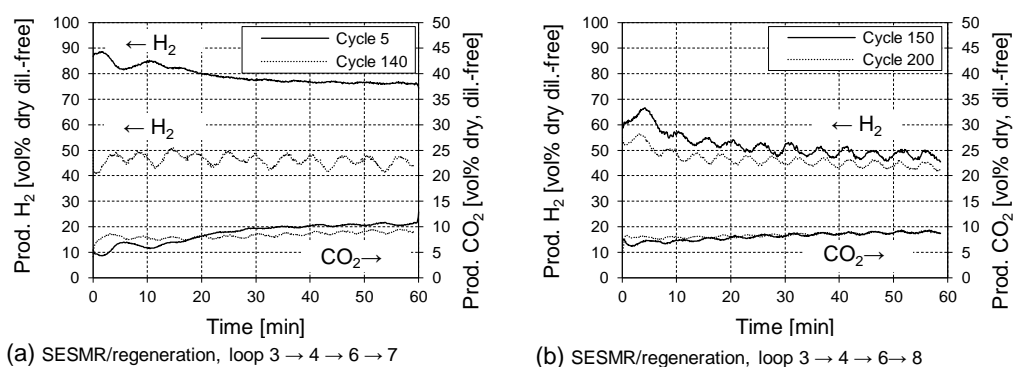 Prod. H₂ [vol% dry dil.-free]
100
90
80
70
60
50
40
30
20
10
0
← H₂
← H₂
CO₂→
Cycle 5
Cycle 140
50
45
40
35
30
25
20
15
10
5
0
Prod. CO₂ [vol% dry, dil.-free]
0 10 20 30 40 50 60
Time [min]
(a) SESMR/regeneration, loop 3 → 4 → 6 → 7
Prod. H₂ [vol% dry dil.-free]
100
90
80
70
60
50
40
30
20
10
0
Cycle 150
Cycle 200
← H₂
CO₂→
50
45
40
35
30
25
20
15
10
5
0
Prod. CO₂ [vol% dry, dil.-free]
0 10 20 30 40 50 60
Time [min]
(b) SESMR/regeneration, loop 3 → 4 → 6→ 8